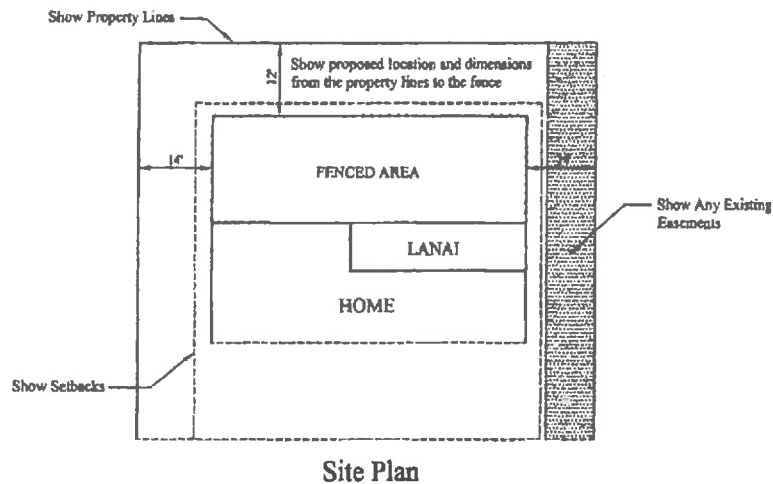 Show Property Lines
12'
Show proposed location and dimensions
from the property lines to the fence
14'
FENCED AREA
Show Any Existing
Easements
LANAI
HOME
Show Setbacks
Site Plan